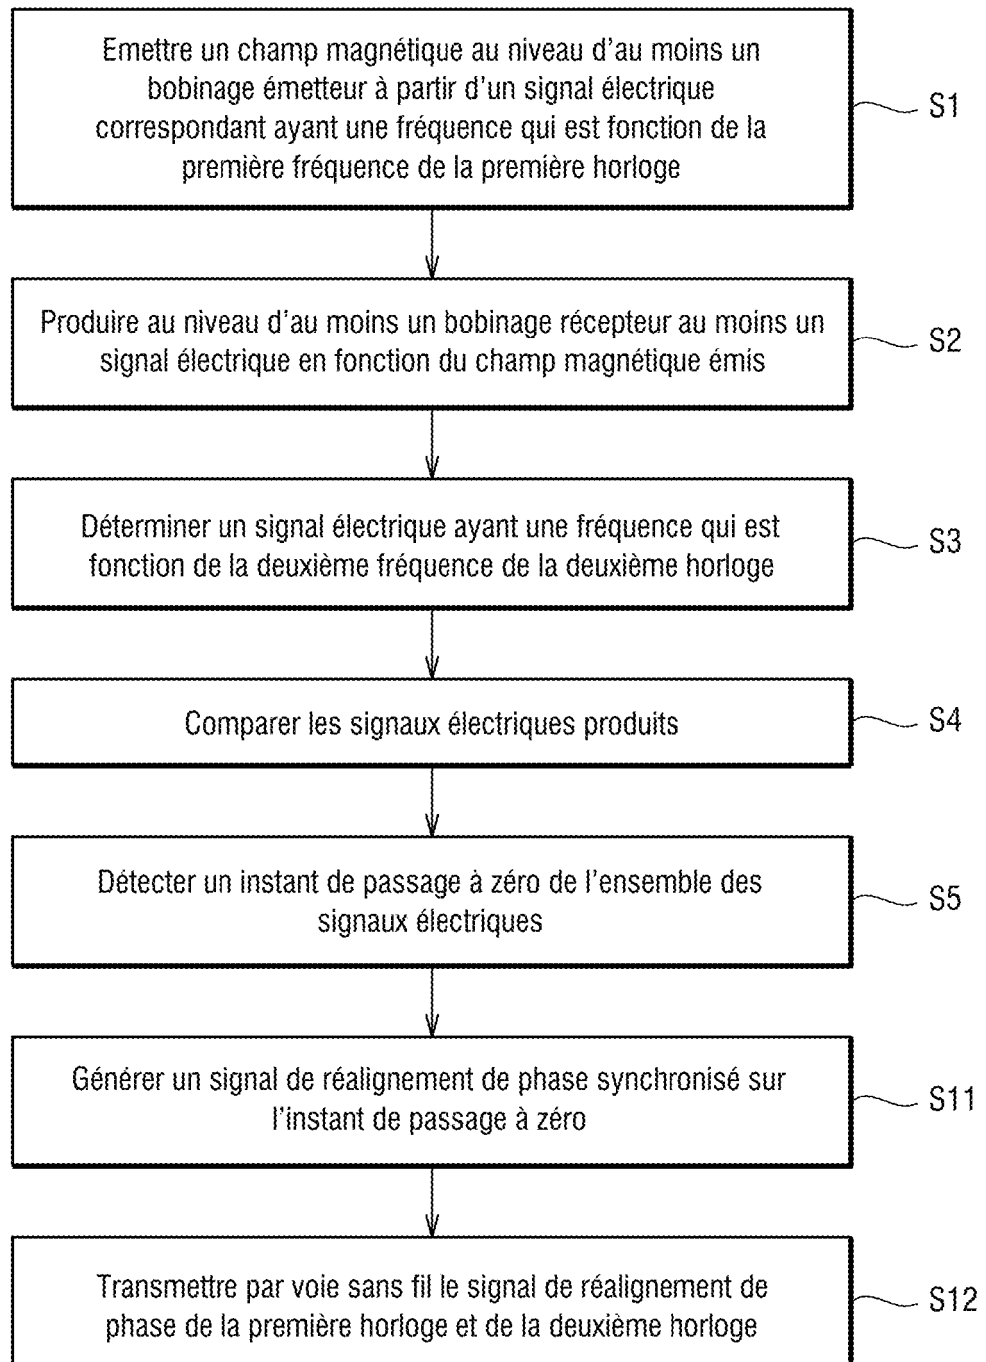 Emettre un champ magnétique au niveau d'au moins un
bobinage émetteur à partir d'un signal électrique
correspondant ayant une fréquence qui est fonction de la
première fréquence de la première horloge
S1
Produire au niveau d'au moins un bobinage récepteur au moins un
signal électrique en fonction du champ magnétique émis
S2
Déterminer un signal électrique ayant une fréquence qui est
fonction de la deuxième fréquence de la deuxième horloge
S3
Comparer les signaux électriques produits
S4
Détecter un instant de passage à zéro de l'ensemble des
signaux électriques
S5
Générer un signal de réalignement de phase synchronisé sur
l'instant de passage à zéro
S11
Transmettre par voie sans fil le signal de réalignement de
phase de la première horloge et de la deuxième horloge
S12